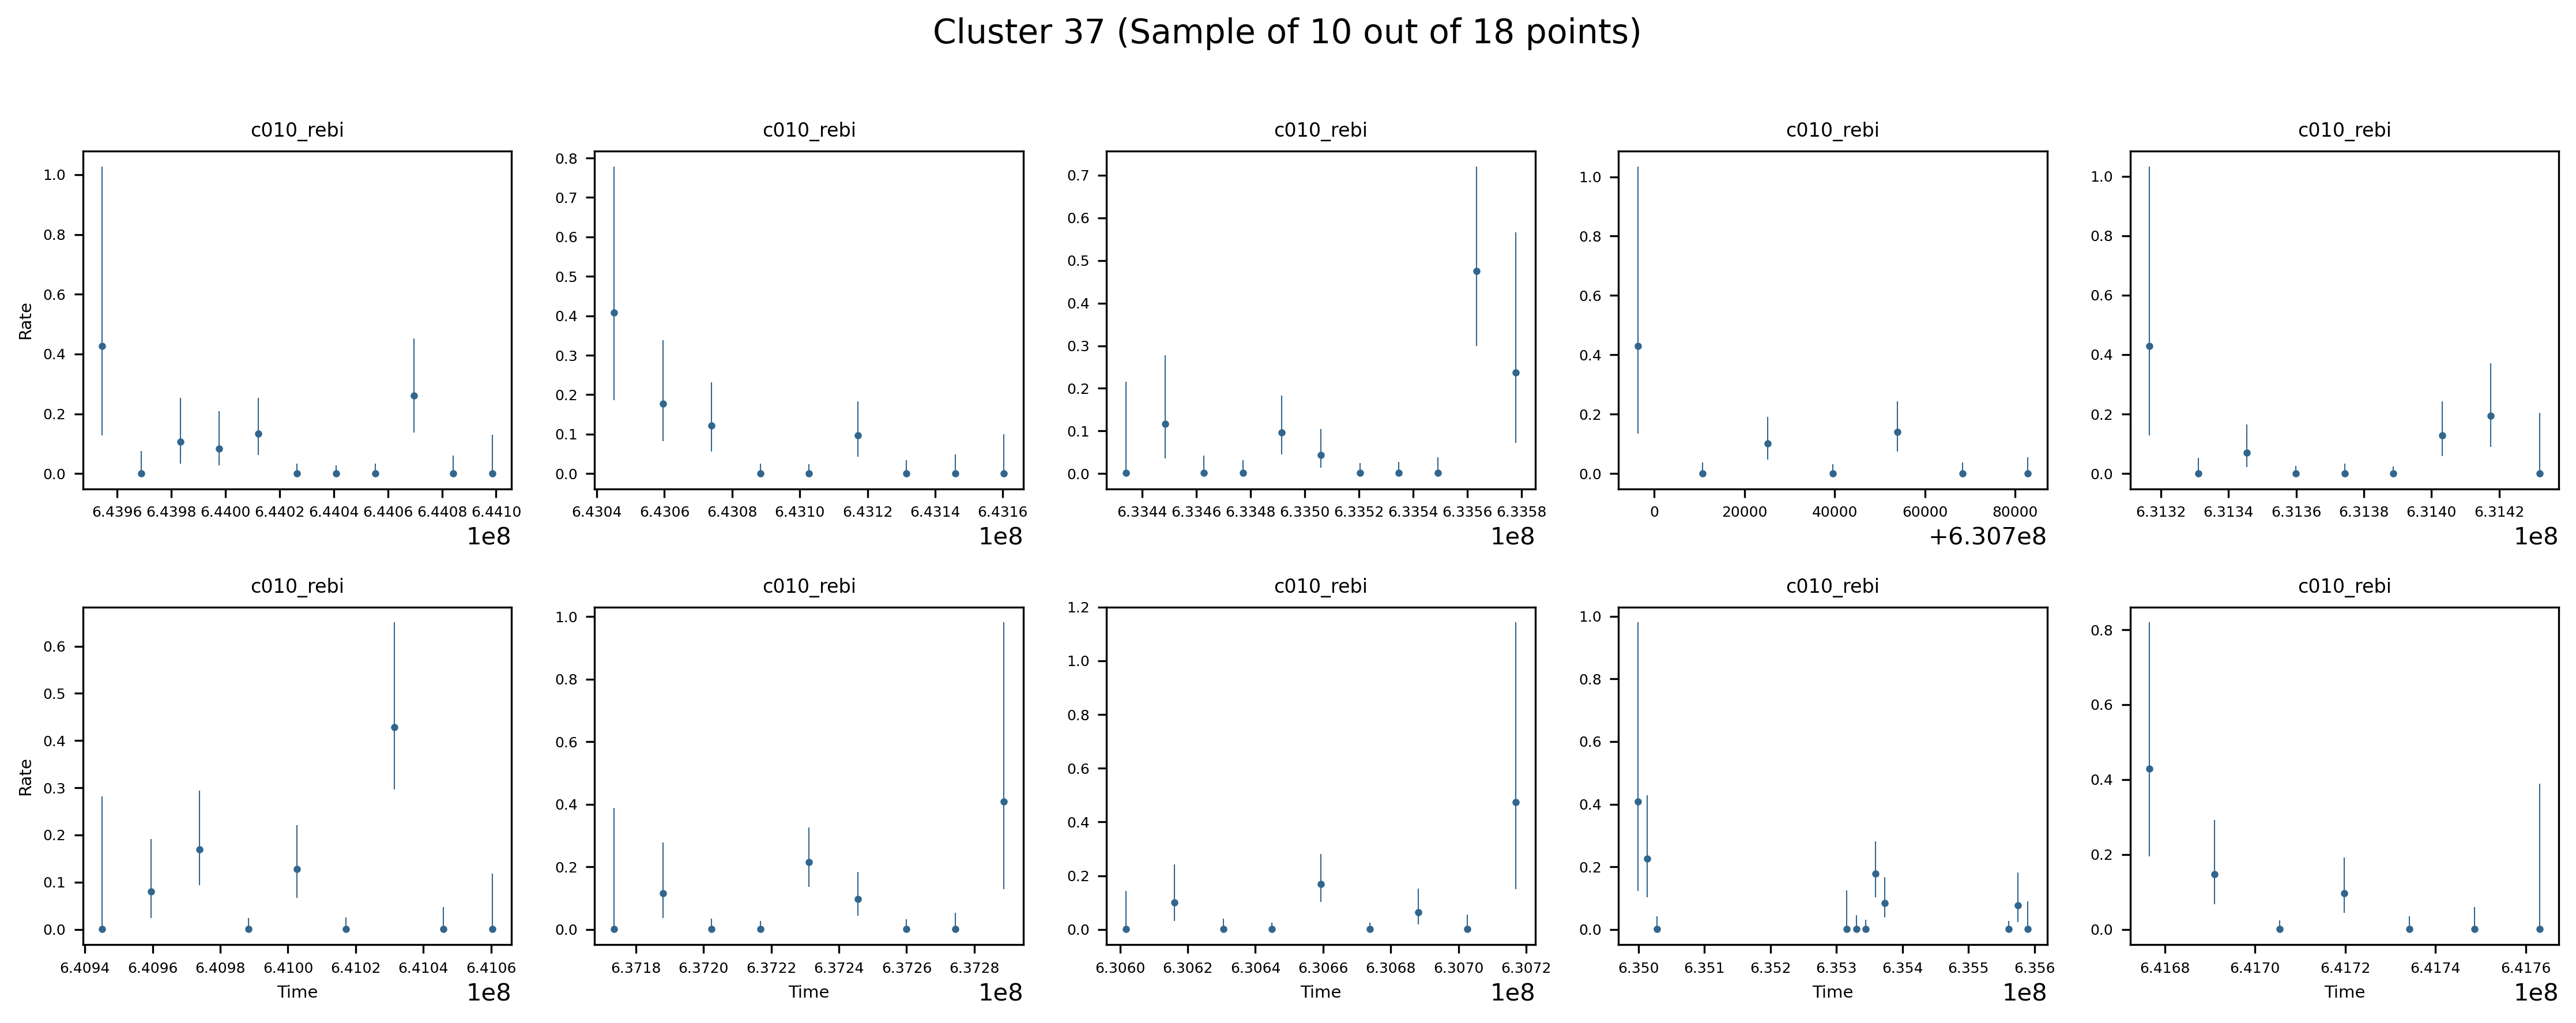 Cluster 37 (Sample of 10 out of 18 points)
c010_rebi c010_rebi c010_rebi c010_rebi c010_rebi
Rate
1.0
0.8
0.6
0.4
0.2
0.0
6.4396 6.4398 6.4400 6.4402 6.4404 6.4406 6.4408 6.4410
1e8
0.8
0.7
0.6
0.5
0.4
0.3
0.2
0.1
0.0
6.4304 6.4306 6.4308 6.4310 6.4312 6.4314 6.4316
1e8
0.7
0.6
0.5
0.4
0.3
0.2
0.1
0.0
6.3344 6.3346 6.3348 6.3350 6.3352 6.3354 6.3356 6.3358
1e8
1.0
0.8
0.6
0.4
0.2
0.0
0 20000 40000 60000 80000
+6.307e8
1.0
0.8
0.6
0.4
0.2
0.0
6.3132 6.3134 6.3136 6.3138 6.3140 6.3142
1e8
c010_rebi c010_rebi c010_rebi c010_rebi c010_rebi
Rate
0.6
0.5
0.4
0.3
0.2
0.1
0.0
6.4094 6.4096 6.4098 6.4100 6.4102 6.4104 6.4106
Time
1e8
1.0
0.8
0.6
0.4
0.2
0.0
6.3718 6.3720 6.3722 6.3724 6.3726 6.3728
Time
1e8
1.2
1.0
0.8
0.6
0.4
0.2
0.0
6.3060 6.3062 6.3064 6.3066 6.3068 6.3070 6.3072
Time
1e8
1.0
0.8
0.6
0.4
0.2
0.0
6.350 6.351 6.352 6.353 6.354 6.355 6.356
Time
1e8
0.8
0.6
0.4
0.2
0.0
6.4168 6.4170 6.4172 6.4174 6.4176
Time
1e8